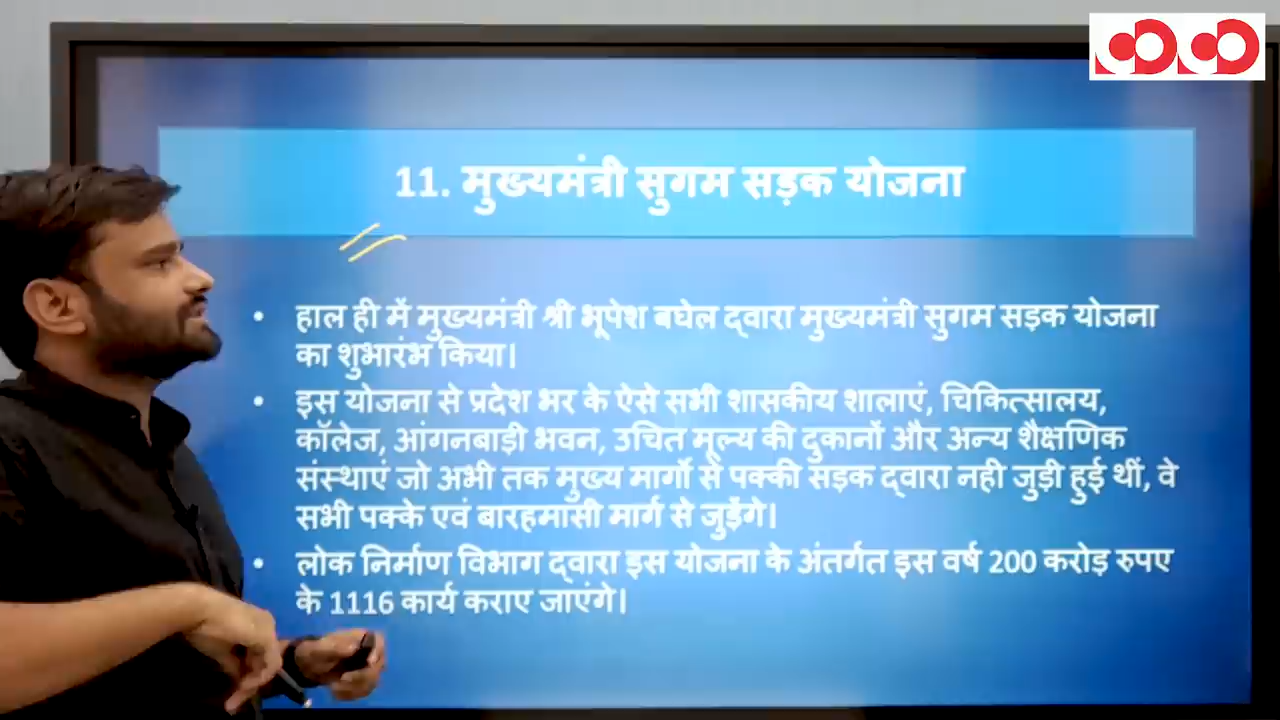 11. मुख्यमंत्री सुगम सड़क योजना
• हाल ही में मुख्यमंत्री श्री भूपेश बघेल द्वारा मुख्यमंत्री सुगम सड़क योजना
का शुभारंभ किया।
• इस योजना से प्रदेश भर के ऐसे सभी शासकीय शालाएं, चिकित्सालय,
कॉलेज, आंगनबाड़ी भवन, उचित मूल्य की दुकानों और अन्य शैक्षणिक
संस्थाएं जो अभी तक मुख्य मार्गो से पक्की सड़क द्वारा नही जुड़ी हुई थीं, वे
सभी पक्के एवं बारहमासी मार्ग से जुड़ेंगे।
• लोक निर्माण विभाग द्वारा इस योजना के अंतर्गत इस वर्ष 200 करोड़ रुपए
के 1116 कार्य कराए जाएंगे।